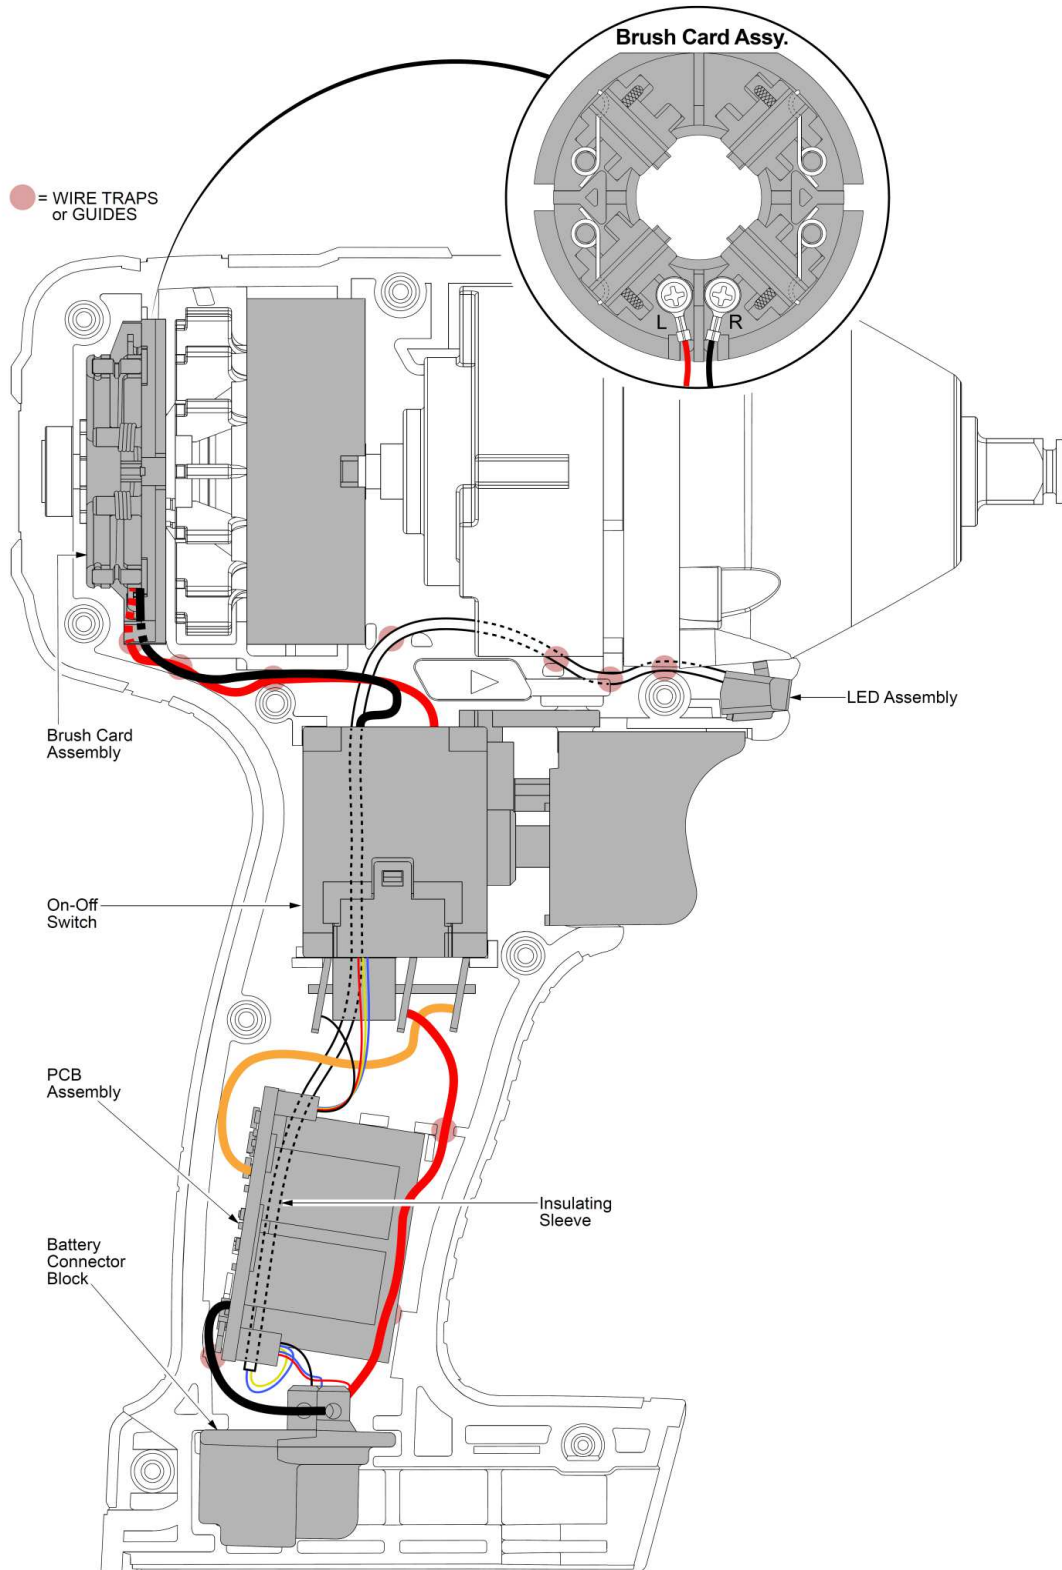 Brush Card Assy.
L
R
= WIRE TRAPS
or GUIDES
LED Assembly
Brush Card
Assembly
On-Off
Switch
PCB
Assembly
Insulating
Sleeve
Battery
Connector
Block